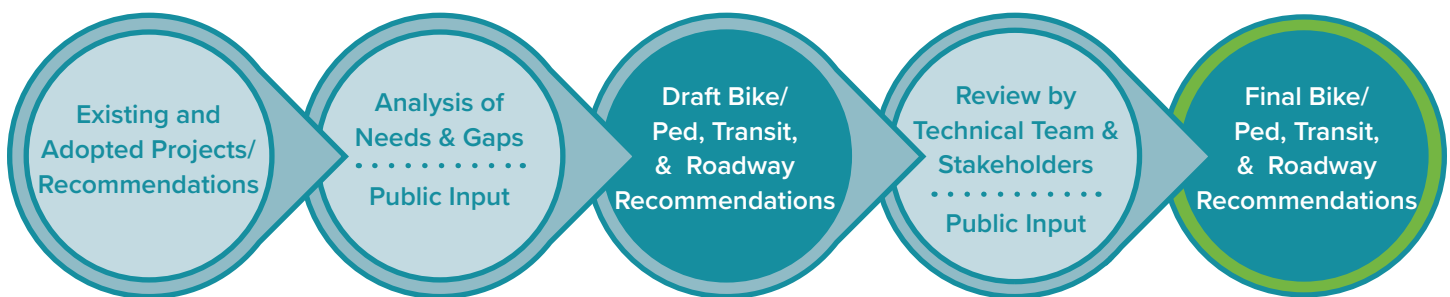 Existing and
Adopted Projects/
Recommendations
Analysis of
Needs & Gaps
Public Input
Draft Bike/
Ped, Transit,
& Roadway
Recommendations
Review by
Technical Team &
Stakeholders
Public Input
Final Bike/
Ped, Transit,
& Roadway
Recommendations